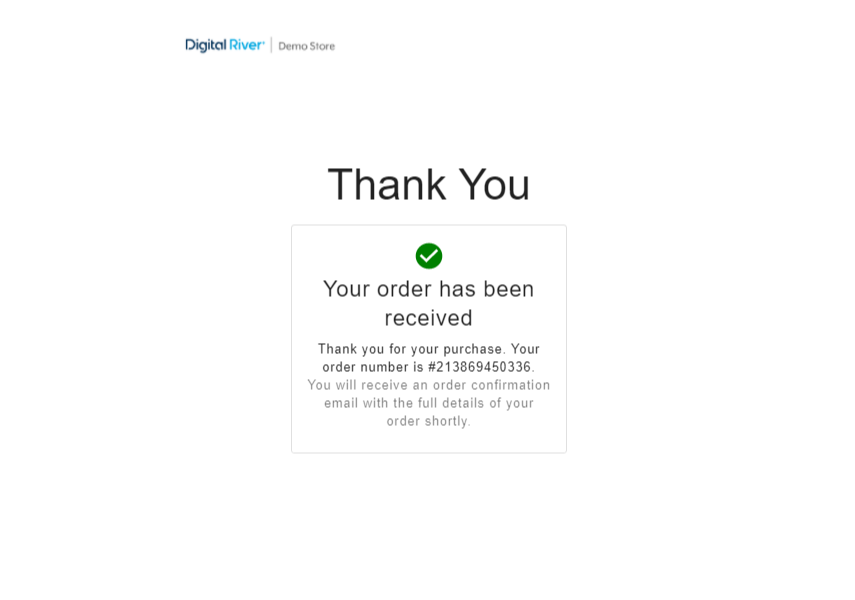 Digital River | Demo Store
Thank You
Your order has been
received
Thank you for your purchase. Your
order number is #213869450336.
You will receive an order confirmation
email with the full details of your
order shortly.